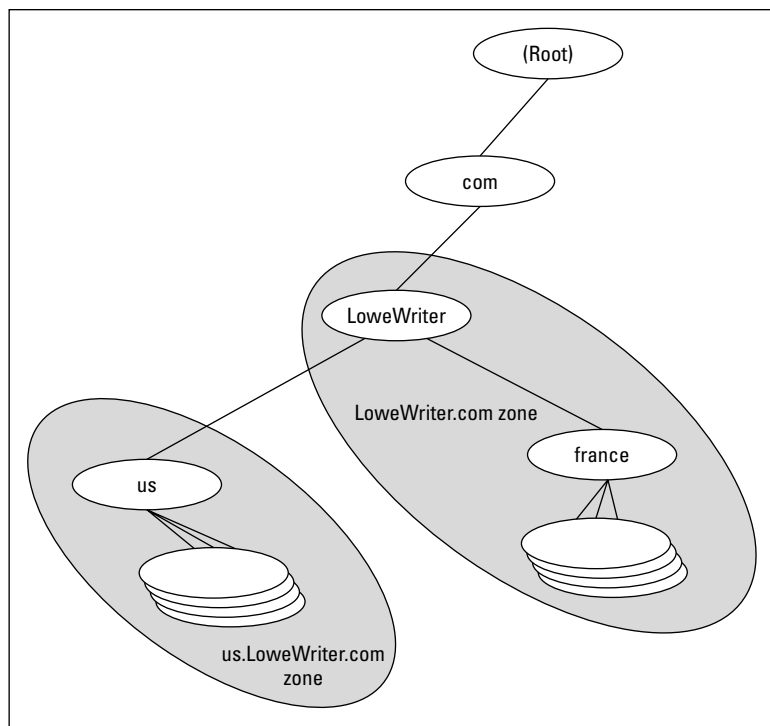 (Root)
com
LoweWriter
LoweWriter.com zone
france
us
us.LoweWriter.com
zone